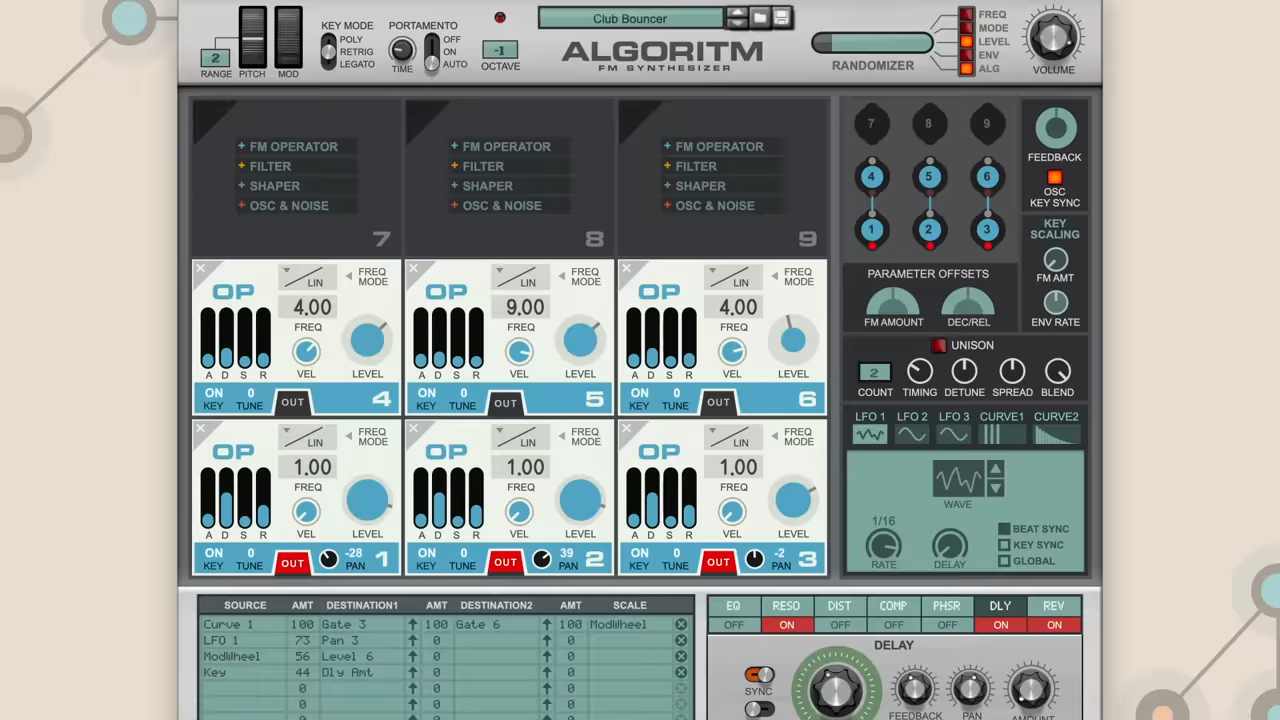 Club Bouncer
KEY MODE
POLY
RETRIG
LEGATO
PORTAMENTO
OFF
ON
AUTO
TIME
2
RANGE
PITCH
MOD
-1
OCTAVE
ALGORITM
FM SYNTHESIZER
RANDOMIZER
FREQ
MODE
LEVEL
ENV
ALG
VOLUME
+ FM OPERATOR
+ FILTER
+ SHAPER
+ OSC & NOISE
7
+ FM OPERATOR
+ FILTER
+ SHAPER
+ OSC & NOISE
8
+ FM OPERATOR
+ FILTER
+ SHAPER
+ OSC & NOISE
9
OP
LIN
FREQ MODE
4.00
FREQ
A D S R
VEL
LEVEL
ON 0
KEY TUNE OUT 4
OP
LIN
FREQ MODE
9.00
FREQ
A D S R
VEL
LEVEL
ON 0
KEY TUNE OUT 5
OP
LIN
FREQ MODE
4.00
FREQ
A D S R
VEL
LEVEL
ON 0
KEY TUNE OUT 6
OP
LIN
FREQ MODE
1.00
FREQ
A D S R
VEL
LEVEL
ON 0 -28
KEY TUNE OUT PAN 1
OP
LIN
FREQ MODE
1.00
FREQ
A D S R
VEL
LEVEL
ON 0 39
KEY TUNE OUT PAN 2
OP
LIN
FREQ MODE
1.00
FREQ
A D S R
VEL
LEVEL
ON 0 -2
KEY TUNE OUT PAN 3
7 8 9
4 5 6
1 2 3
FEEDBACK
OSC
KEY SYNC
KEY
SCALING
FM AMT
ENV RATE
PARAMETER OFFSETS
FM AMOUNT DEC/REL
UNISON
2
COUNT TIMING DETUNE SPREAD BLEND
LFO 1 LFO 2 LFO 3 CURVE1 CURVE2
WAVE
1/16
RATE
DELAY
BEAT SYNC
KEY SYNC
GLOBAL
SOURCE AMT DESTINATION1 AMT DESTINATION2 AMT SCALE
Curve 1 100 Gate 3 100 Gate 6 100 ModWheel
LFO 1 73 Pan 3 0 0
ModWheel 56 Level 6 0 0
Key 44 Dly Amt 0 0
0 0 0
0 0 0
EQ RESO DIST COMP PHSR DLY REV
OFF ON OFF OFF OFF ON ON
DELAY
SYNC
FEEDBACK
PAN
AMOUNT